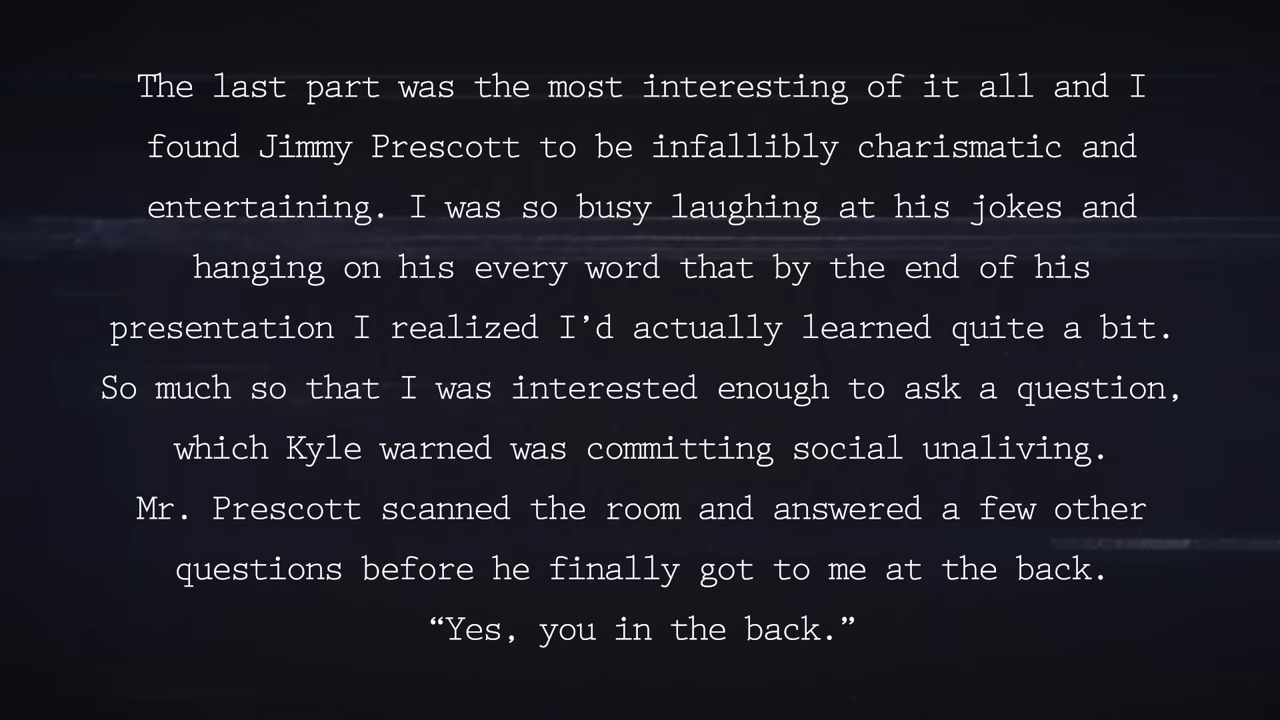 The last part was the most interesting of it all and I
found Jimmy Prescott to be infallibly charismatic and
entertaining. I was so busy laughing at his jokes and
hanging on his every word that by the end of his
presentation I realized I’d actually learned quite a bit.
So much so that I was interested enough to ask a question,
which Kyle warned was committing social unaliving.
Mr. Prescott scanned the room and answered a few other
questions before he finally got to me at the back.
“Yes, you in the back.”